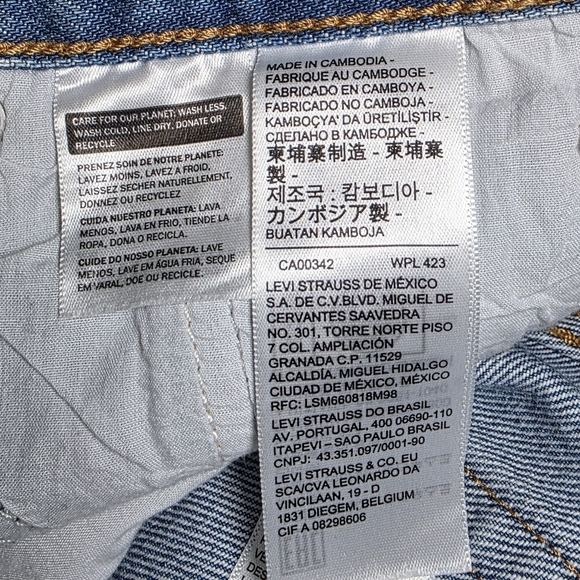 CARE FOR OUR PLANET: WASH LESS,
WASH COLD, LINE DRY, DONATE OR
RECYCLE
PRENEZ SOIN DE NOTRE PLANETE:
LAVEZ MOINS, LAVEZ A FROID,
LAISSEZ SECHER NATURELLEMENT,
DONNEZ OU RECYCLEZ
CUIDA NUESTRO PLANETA: LAVA
MENOS, LAVA EN FRIO, TIENDE LA
ROPA, DONA O RECICLA.
CUIDE DO NOSSO PLANETA: LAVE
MENOS, LAVE EM ÁGUA FRIA, SEQUE
EM VARAL, DOE OU RECICLE.
MADE IN CAMBODIA -
FABRIQUE AU CAMBODGE -
FABRICADO EN CAMBOYA -
FABRICADO NO CAMBOJA -
KAMBOÇYA' DA ÜRETİLİŞTİR -
СДЕЛАНО В КАМБОДЖЕ -
柬埔寨制造 - 柬埔寨
製 -
제조국 : 캄보디아 -
カンボジア製 -
BUATAN KAMBOJA
CA00342 WPL 423
LEVI STRAUSS DE MÉXICO
S.A. DE C.V.BLVD. MIGUEL DE
CERVANTES SAAVEDRA
NO. 301, TORRE NORTE PISO
7 COL. AMPLIACIÓN
GRANADA C.P. 11529
ALCALDÍA. MIGUEL HIDALGO
CIUDAD DE MÉXICO, MÉXICO
RFC: LSM660818M98
LEVI STRAUSS DO BRASIL
AV. PORTUGAL, 400 06690-110
ITAPEVI – SAO PAULO BRASIL
CNPJ: 43.351.097/0001-90
LEVI STRAUSS & CO. EU
SCA/CVA LEONARDO DA
VINCILAAN, 19 - D
1831 DIEGEM, BELGIUM
CIF A 08298606